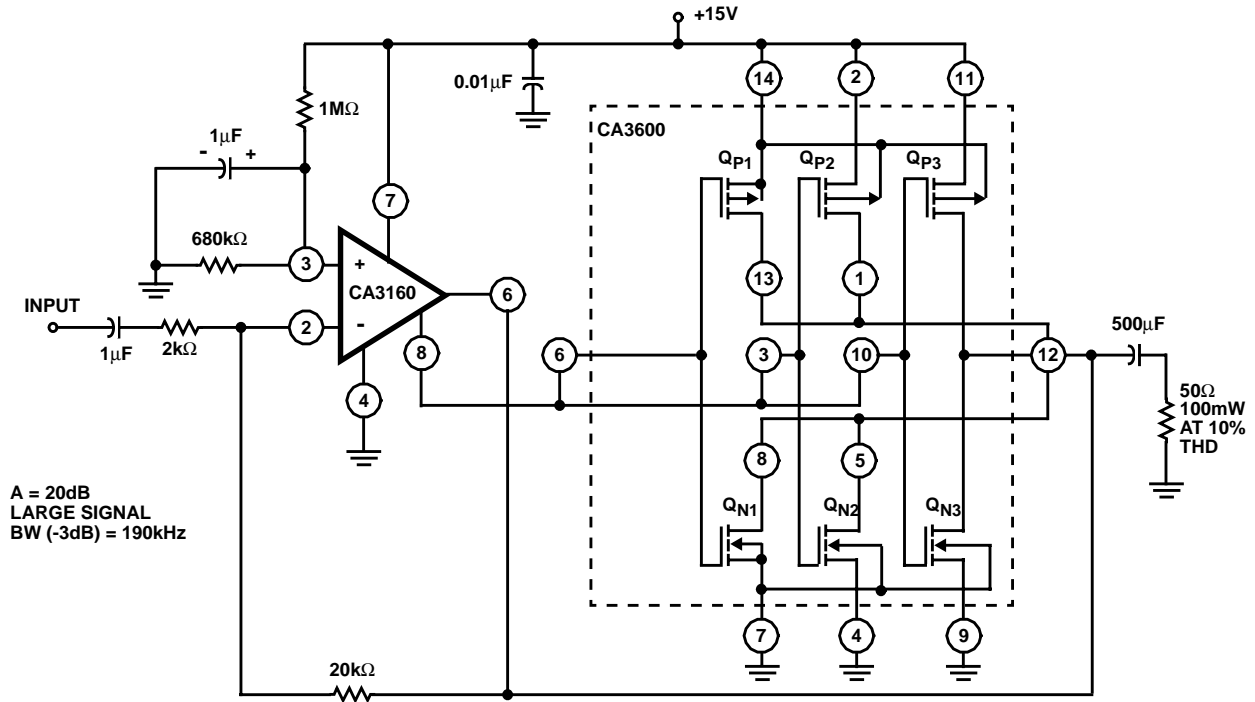 +15V
14
2
11
0.01μF
1MΩ
CA3600
1μF
- +
QP1
QP2
QP3
7
680kΩ
3
+
CA3160
6
13
1
INPUT
2
-
1μF
2kΩ
8
6
3
10
12
500μF
4
50Ω
100mW
AT 10%
THD
8
5
A = 20dB
LARGE SIGNAL
BW (-3dB) = 190kHz
QN1
QN2
QN3
7
4
9
20kΩ